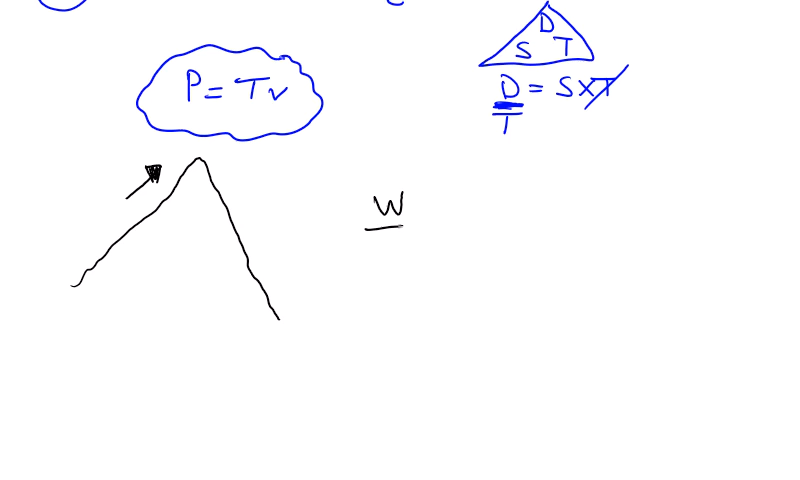 D
S T
P = Tv
D = S × T
T
W